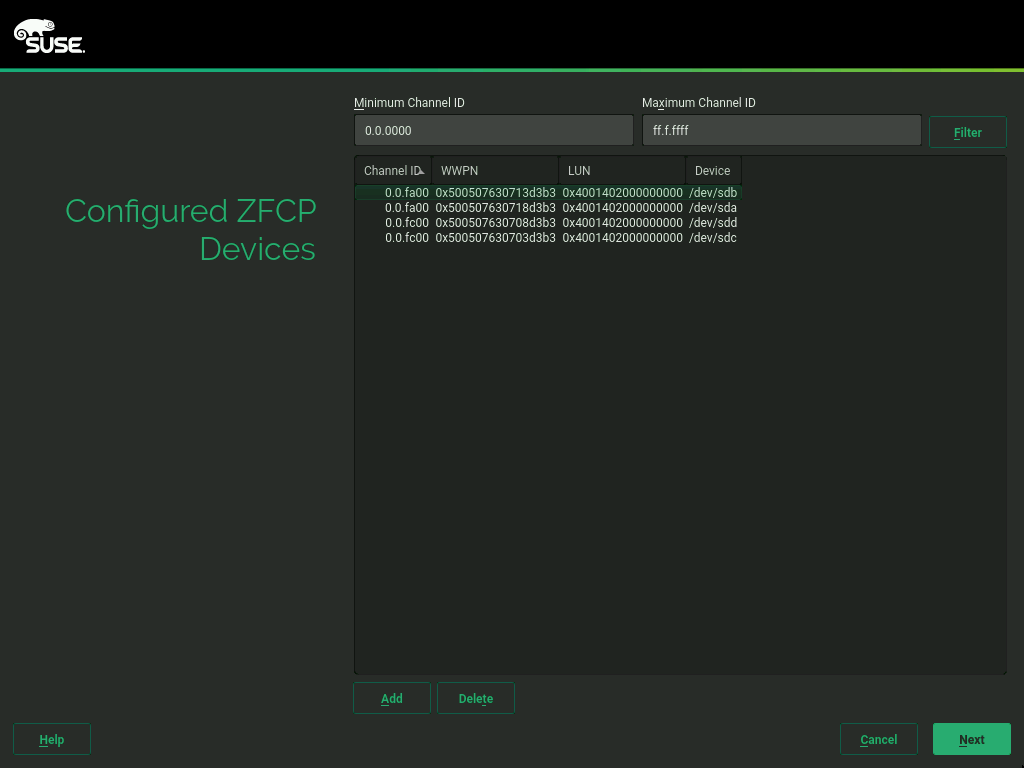 SUSE.
Minimum Channel ID Maximum Channel ID
0.0.0000 ff.f.ffff Filter
Configured ZFCP
Devices
Channel ID WWPN LUN Device
0.0.fa00 0x500507630713d3b3 0x4001402000000000 /dev/sdb
0.0.fa00 0x500507630718d3b3 0x4001402000000000 /dev/sda
0.0.fc00 0x500507630708d3b3 0x4001402000000000 /dev/sdd
0.0.fc00 0x500507630703d3b3 0x4001402000000000 /dev/sdc
Add Delete
Help Cancel Next